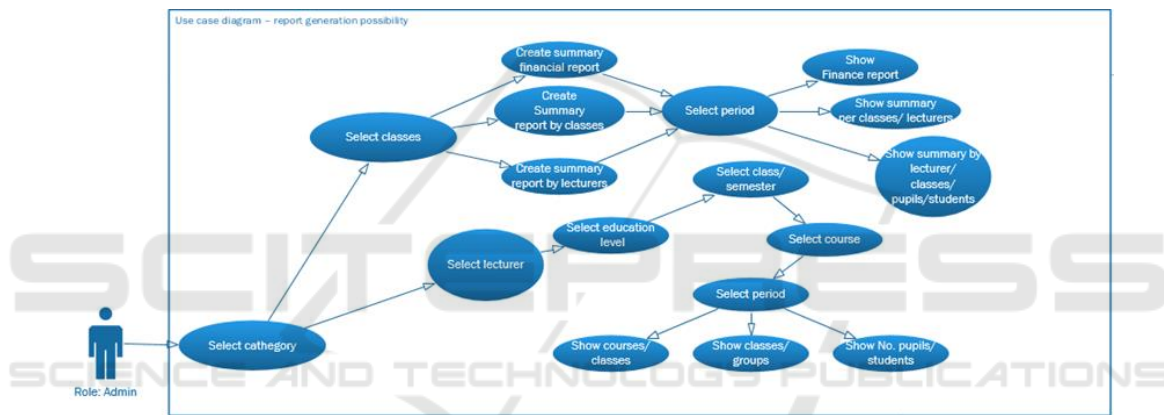 Use case diagram – report generation possibility
Create summary
financial report
Show
Finance report
Create
Summary
report by classes
Select period
Show summary
per classes/ lecturers
Select classes
Create summary
report by lecturers
Show summary by
lecturer/
classes/
pupils/students
Select class/
semester
Select education
level
Select course
Select lecturer
Select period
Select cathegory
Show courses/
classes
Show classes/
groups
Show No. pupils/
students
Role: Admin
SCITEPRESS
SCIENCE AND TECHNOLOGY PUBLICATIONS